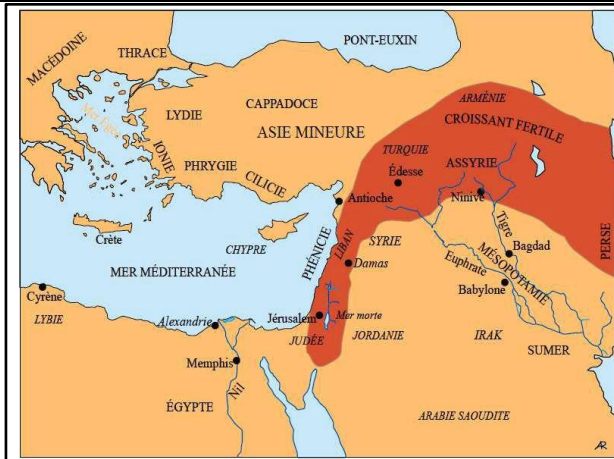 PONT-EUXIN
MACÉDOINE
THRACE
Mer Égée
LYDIE
CAPPADOCE
ASIE MINEURE
ARMÉNIE
CROISSANT FERTILE
TURQUIE
IONIE
PHRYGIE
CILICIE
Édesse
ASSYRIE
Antioche
Ninive
Crète
CHYPRE
PHÉNICIE
LIBAN
SYRIE
Tigre
PERSE
MER MÉDITERRANÉE
Damas
Bagdad
Euphrate
MÉSOPOTAMIE
Cyrène
Babylone
LYBIE
Alexandrie
Jérusalem
Mer morte
JUDÉE
JORDANIE
IRAK
SUMER
Memphis
Nil
ÉGYPTE
ARABIE SAOUDITE
AR